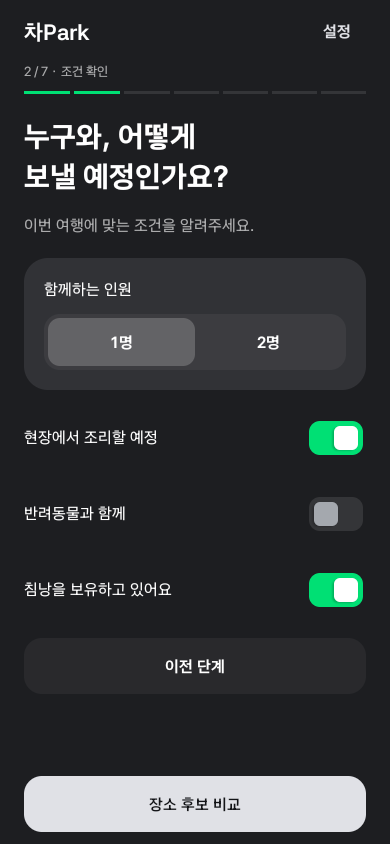 차Park
설정
2 / 7 · 조건 확인
누구와, 어떻게
보낼 예정인가요?
이번 여행에 맞는 조건을 알려주세요.
함께하는 인원
1명
2명
현장에서 조리할 예정
반려동물과 함께
침낭을 보유하고 있어요
이전 단계
장소 후보 비교